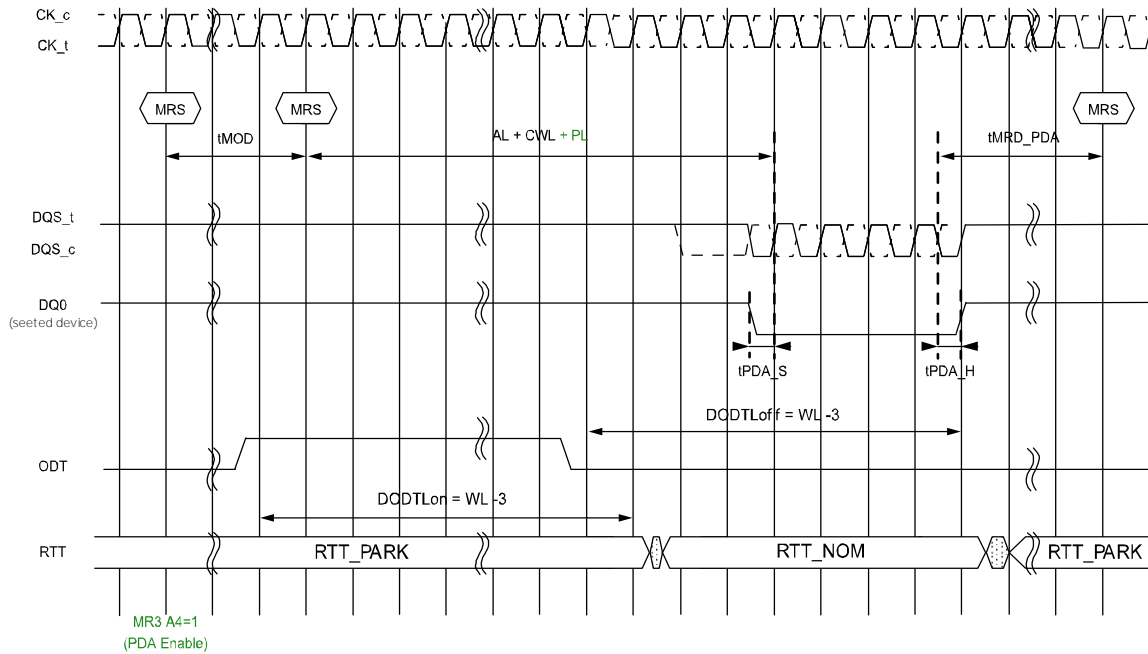 CK_c
CK_t
MRS
MRS
MRS
tMOD
AL + CWL + PL
tMRD_PDA
DQS_t
DQS_c
DQ0
(seeted device)
tPDA_S
tPDA_H
DODTLoff = WL -3
ODT
DODTLon = WL -3
RTT
RTT_PARK
RTT_NOM
RTT_PARK
MR3 A4=1
(PDA Enable)